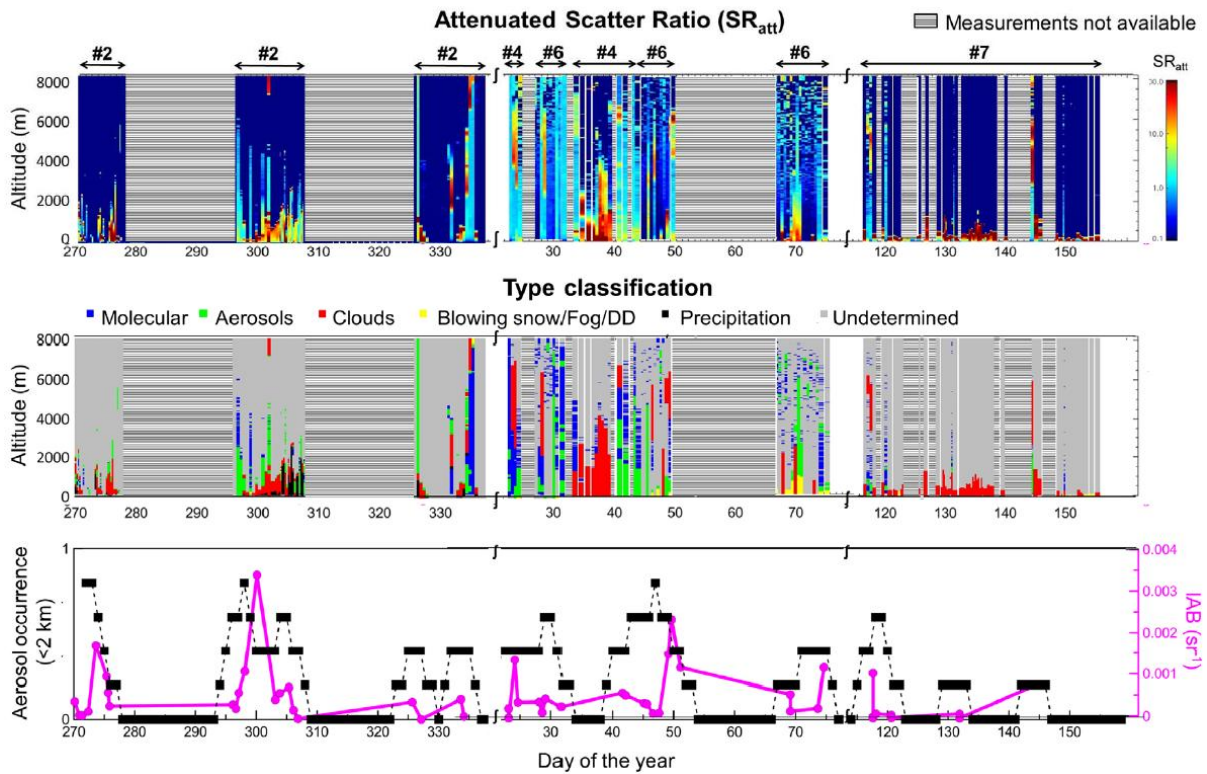 Attenuated Scatter Ratio (SRatt)
Measurements not available
#2 #2 #2 #4 #6 #4 #6 #6 #7
SRatt
8000
6000
4000
2000
0
Altitude (m)
30.0
10.0
1.0
0.1
270 280 290 300 310 320 330 30 40 50 60 70 120 130 140 150
Type classification
Molecular Aerosols Clouds Blowing snow/Fog/DD Precipitation Undetermined
8000
6000
4000
2000
0
Altitude (m)
270 280 290 300 310 320 330 30 40 50 60 70 120 130 140 150
1
0
Aerosol occurrence
(<2 km)
0.004
0.003
0.002
0.001
0
IAB (sr-1)
270 280 290 300 310 320 330 30 40 50 60 70 120 130 140 150
Day of the year